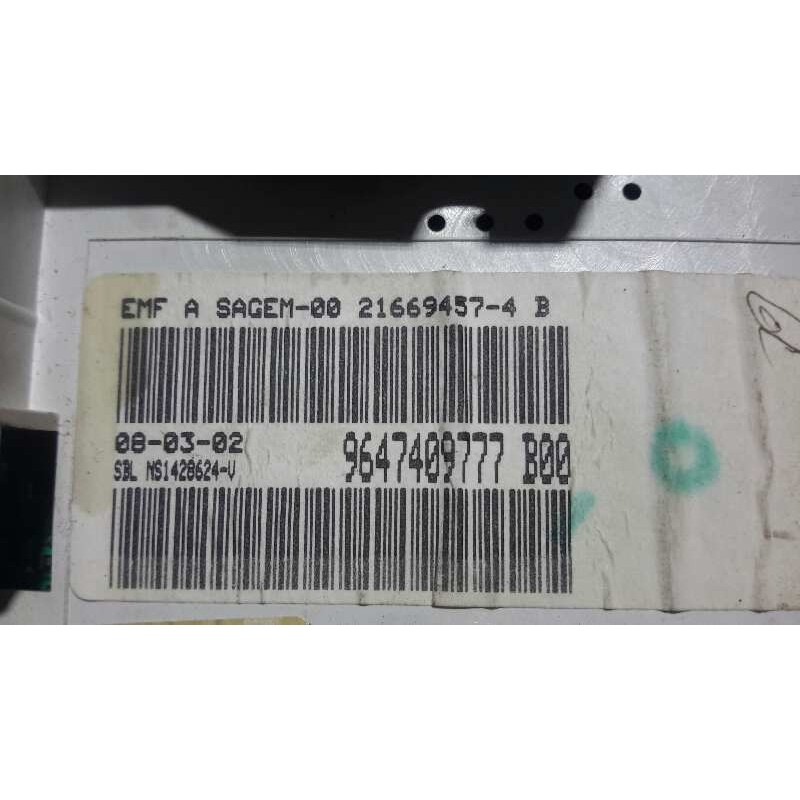 EMF A SAGEM-00 21669457-4 B
08-03-02
SBL NS1428624-V
9647409777 B00